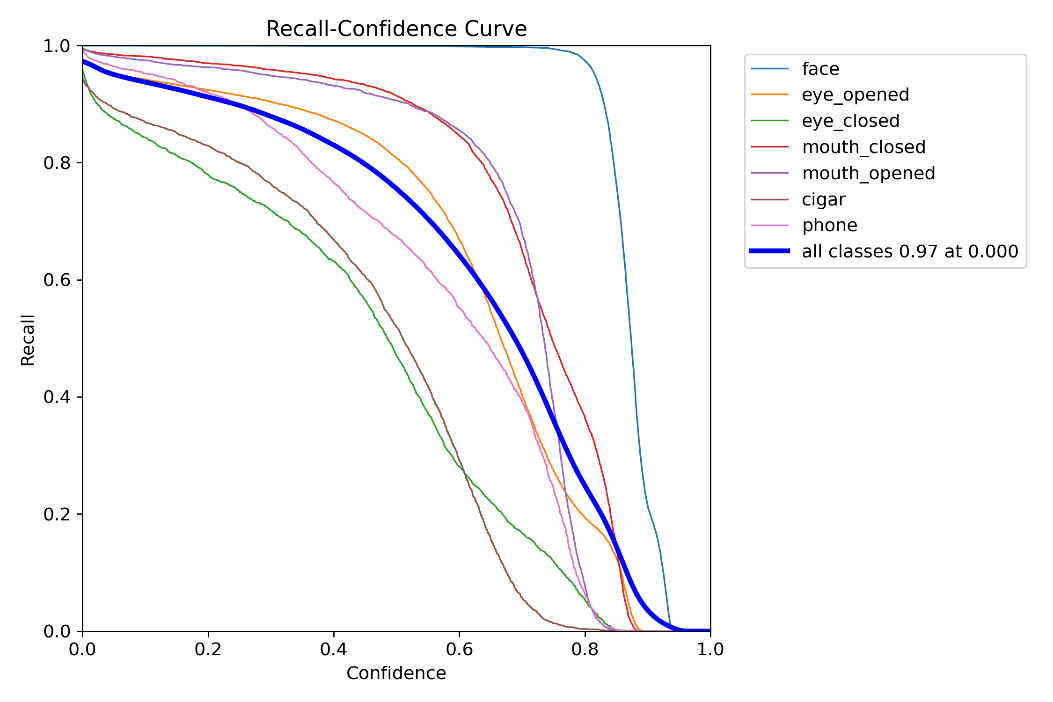 Recall-Confidence Curve
1.0
0.8
0.6
0.4
0.2
0.0
Recall
0.0 0.2 0.4 0.6 0.8 1.0
Confidence
face
eye_opened
eye_closed
mouth_closed
mouth_opened
cigar
phone
all classes 0.97 at 0.000